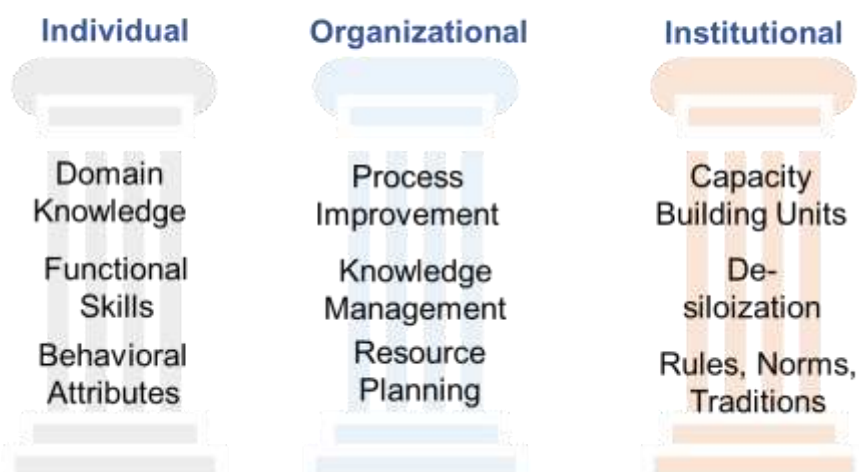 Individual
Domain
Knowledge
Functional
Skills
Behavioral
Attributes
Organizational
Process
Improvement
Knowledge
Management
Resource
Planning
Institutional
Capacity
Building Units
De-
siloization
Rules, Norms,
Traditions